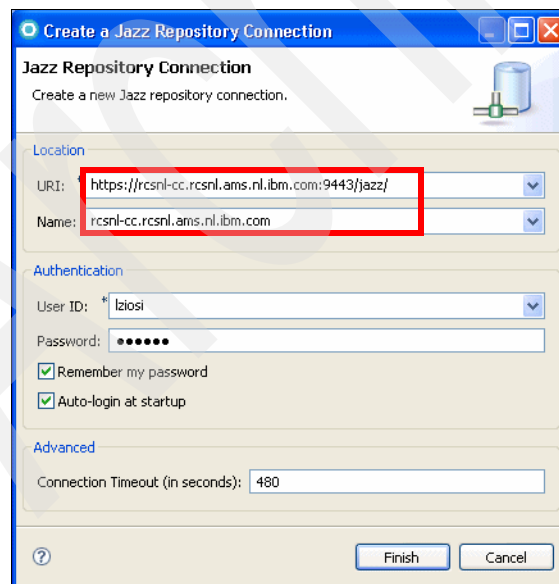 Create a Jazz Repository Connection
Jazz Repository Connection
Create a new Jazz repository connection.
Location
URI: * https://rcsnl-cc.rcsnl.ams.nl.ibm.com:9443/jazz/
Name: rcsnl-cc.rcsnl.ams.nl.ibm.com
Authentication
User ID: * lziosi
Password: ●●●●●●
Remember my password
Auto-login at startup
Advanced
Connection Timeout (in seconds): 480
? Finish Cancel